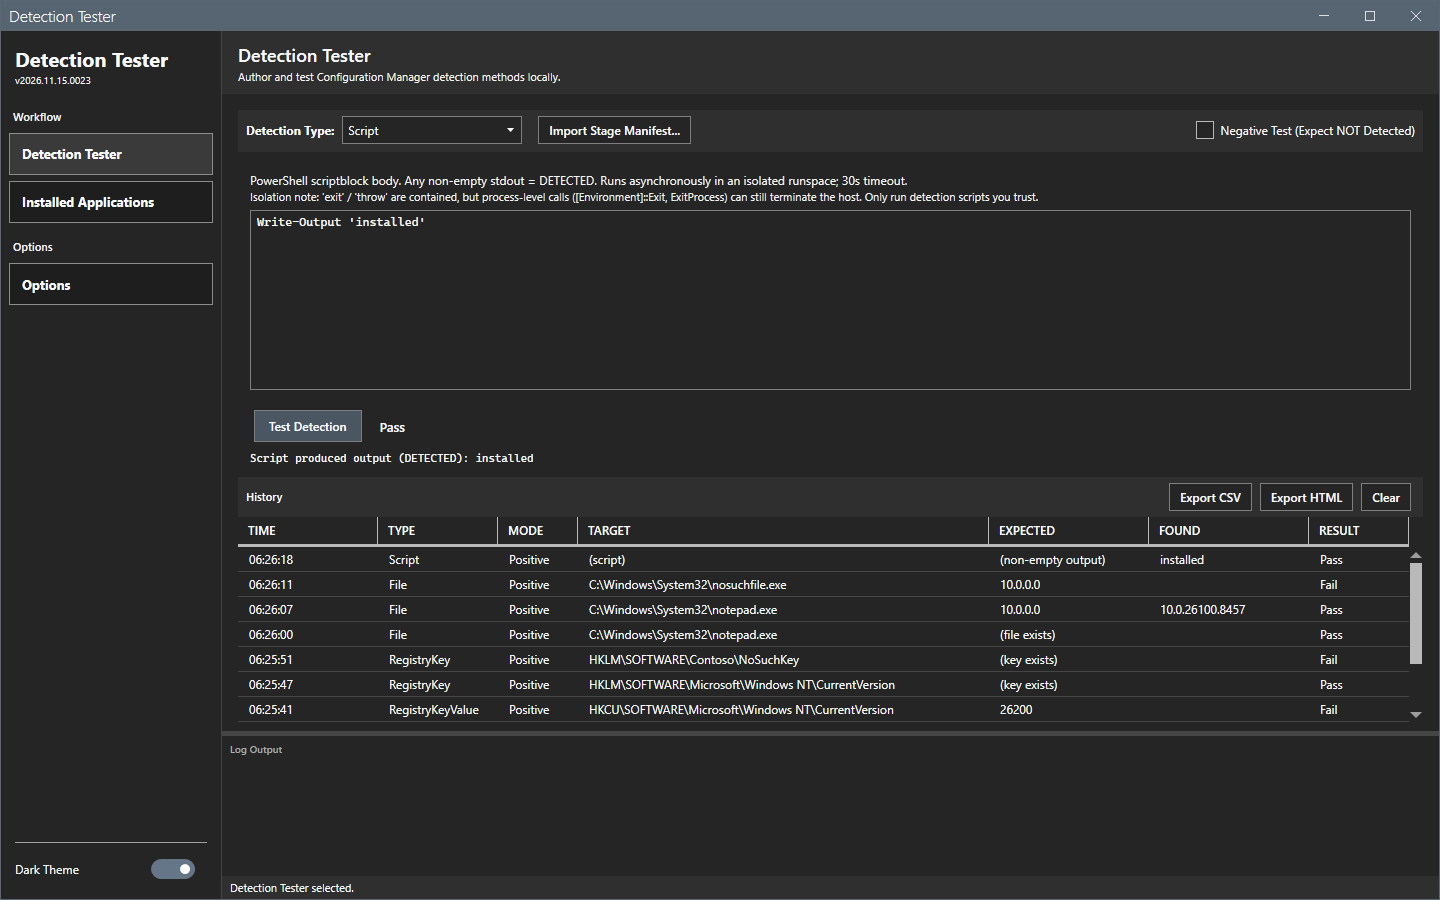 Detection Tester
Detection Tester
v2026.11.15.0023
Workflow
Detection Tester
Installed Applications
Options
Options
Dark Theme
Detection Tester
Author and test Configuration Manager detection methods locally.
Detection Type: Script Import Stage Manifest... Negative Test (Expect NOT Detected)
PowerShell scriptblock body. Any non-empty stdout = DETECTED. Runs asynchronously in an isolated runspace; 30s timeout.
Isolation note: 'exit' / 'throw' are contained, but process-level calls ([Environment]::Exit, ExitProcess) can still terminate the host. Only run detection scripts you trust.
Write-Output 'installed'
Test Detection Pass
Script produced output (DETECTED): installed
History Export CSV Export HTML Clear
TIME TYPE MODE TARGET EXPECTED FOUND RESULT
06:26:18 Script Positive (script) (non-empty output) installed Pass
06:26:11 File Positive C:\Windows\System32\nosuchfile.exe 10.0.0.0 Fail
06:26:07 File Positive C:\Windows\System32\notepad.exe 10.0.0.0 10.0.26100.8457 Pass
06:26:00 File Positive C:\Windows\System32\notepad.exe (file exists) Pass
06:25:51 RegistryKey Positive HKLM\SOFTWARE\Contoso\NoSuchKey (key exists) Fail
06:25:47 RegistryKey Positive HKLM\SOFTWARE\Microsoft\Windows NT\CurrentVersion (key exists) Pass
06:25:41 RegistryKeyValue Positive HKCU\SOFTWARE\Microsoft\Windows NT\CurrentVersion 26200 Fail
Log Output
Detection Tester selected.